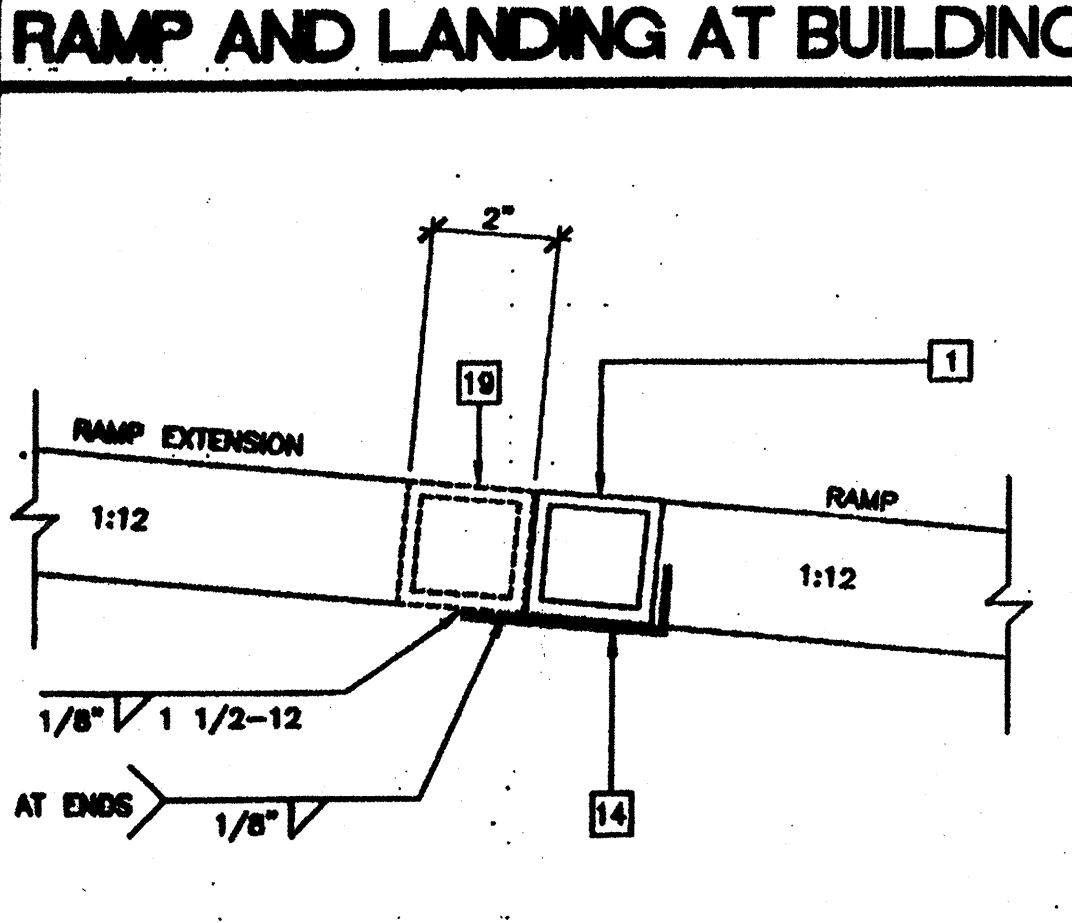 RAMP AND LANDING AT BUILDING
2"
19
1
RAMP EXTENSION
RAMP
1:12
1:12
1/8" 1 1/2-12
AT ENDS
1/8"
14